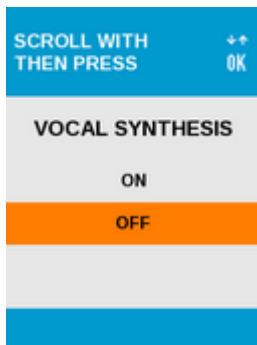 SCROLL WITH ↓↑
THEN PRESS OK
VOCAL SYNTHESIS
ON
OFF